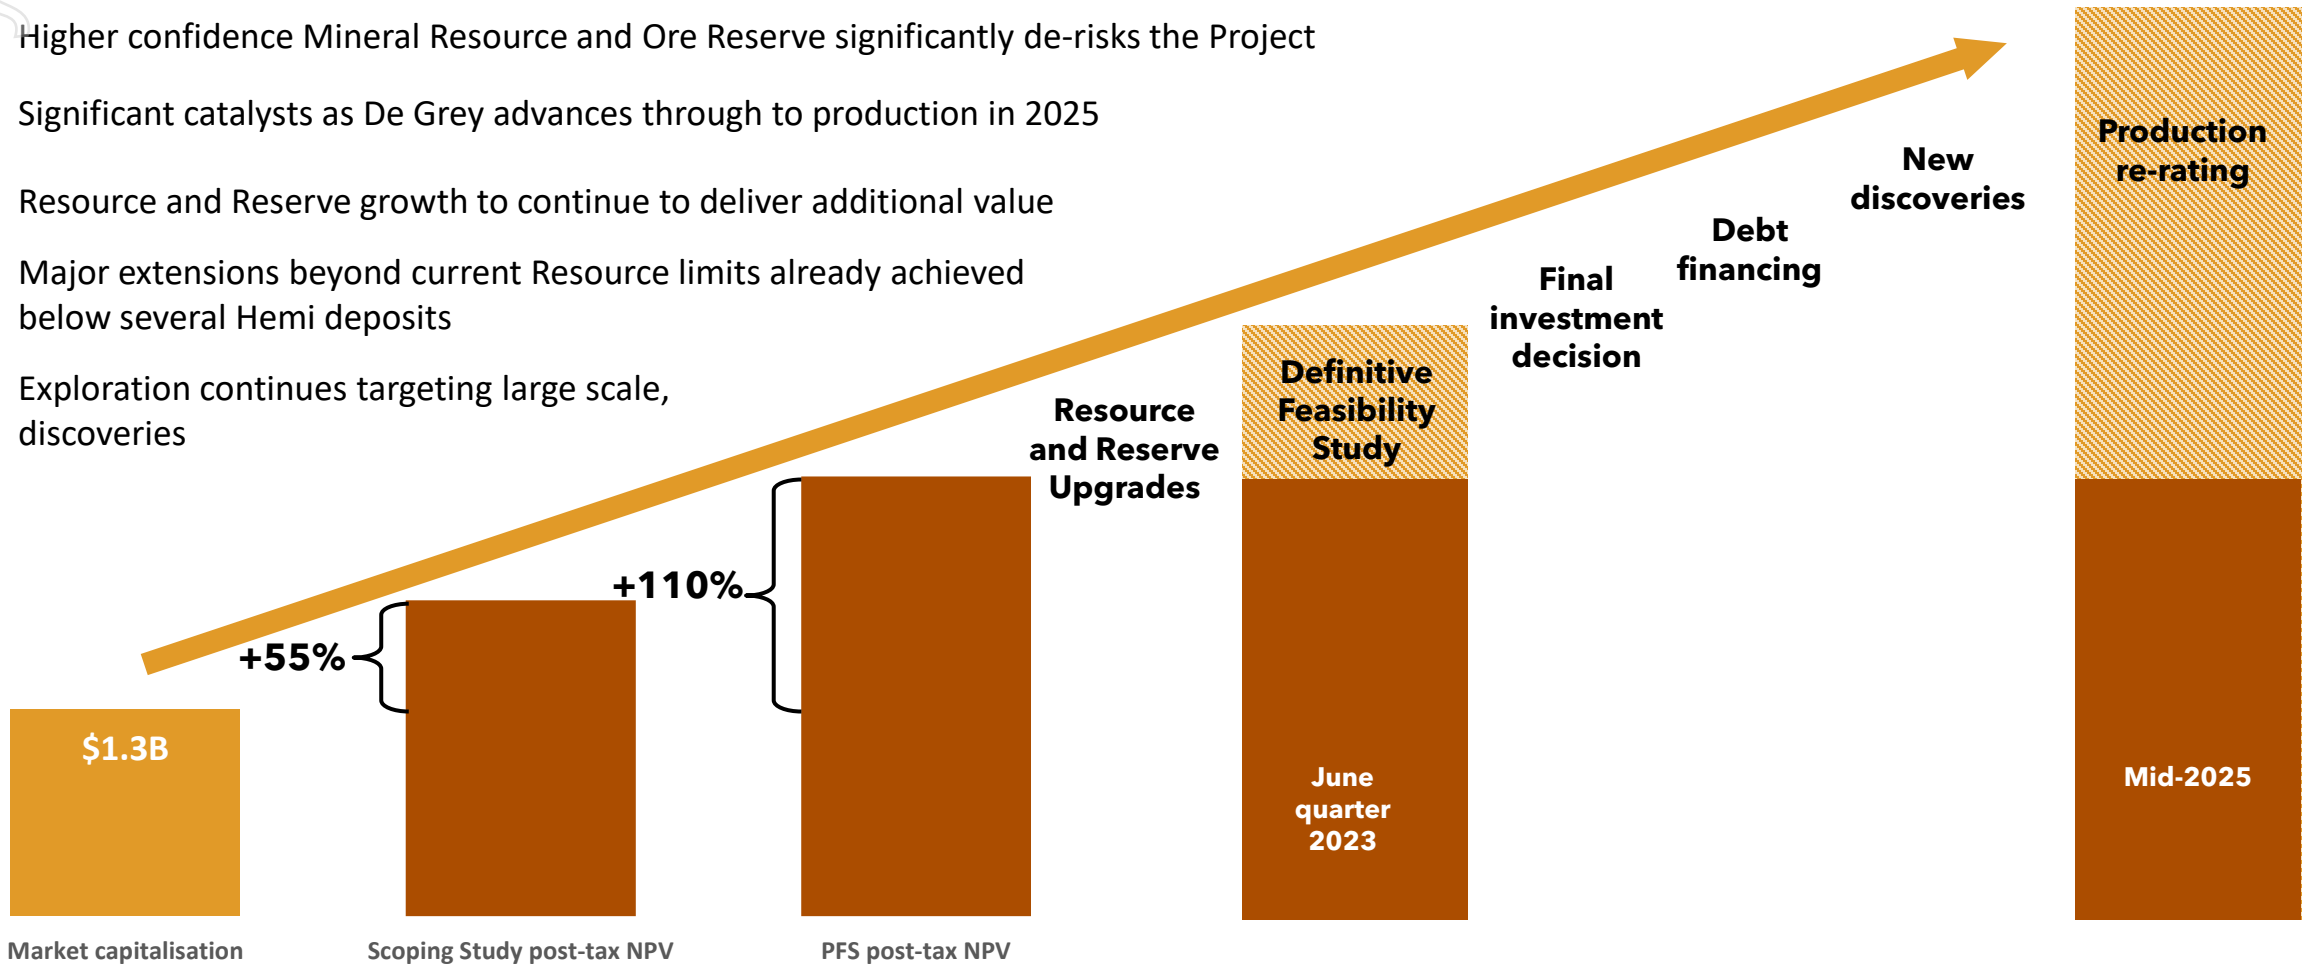 Higher confidence Mineral Resource and Ore Reserve significantly de-risks the Project
Significant catalysts as De Grey advances through to production in 2025
Resource and Reserve growth to continue to deliver additional value
Major extensions beyond current Resource limits already achieved
below several Hemi deposits
Exploration continues targeting large scale,
discoveries
$1.3B
Market capitalisation
+55%
Scoping Study post-tax NPV
+110%
PFS post-tax NPV
Resource
and Reserve
Upgrades
Definitive
Feasibility
Study
June
quarter
2023
Final
investment
decision
Debt
financing
New
discoveries
Production
re-rating
Mid-2025